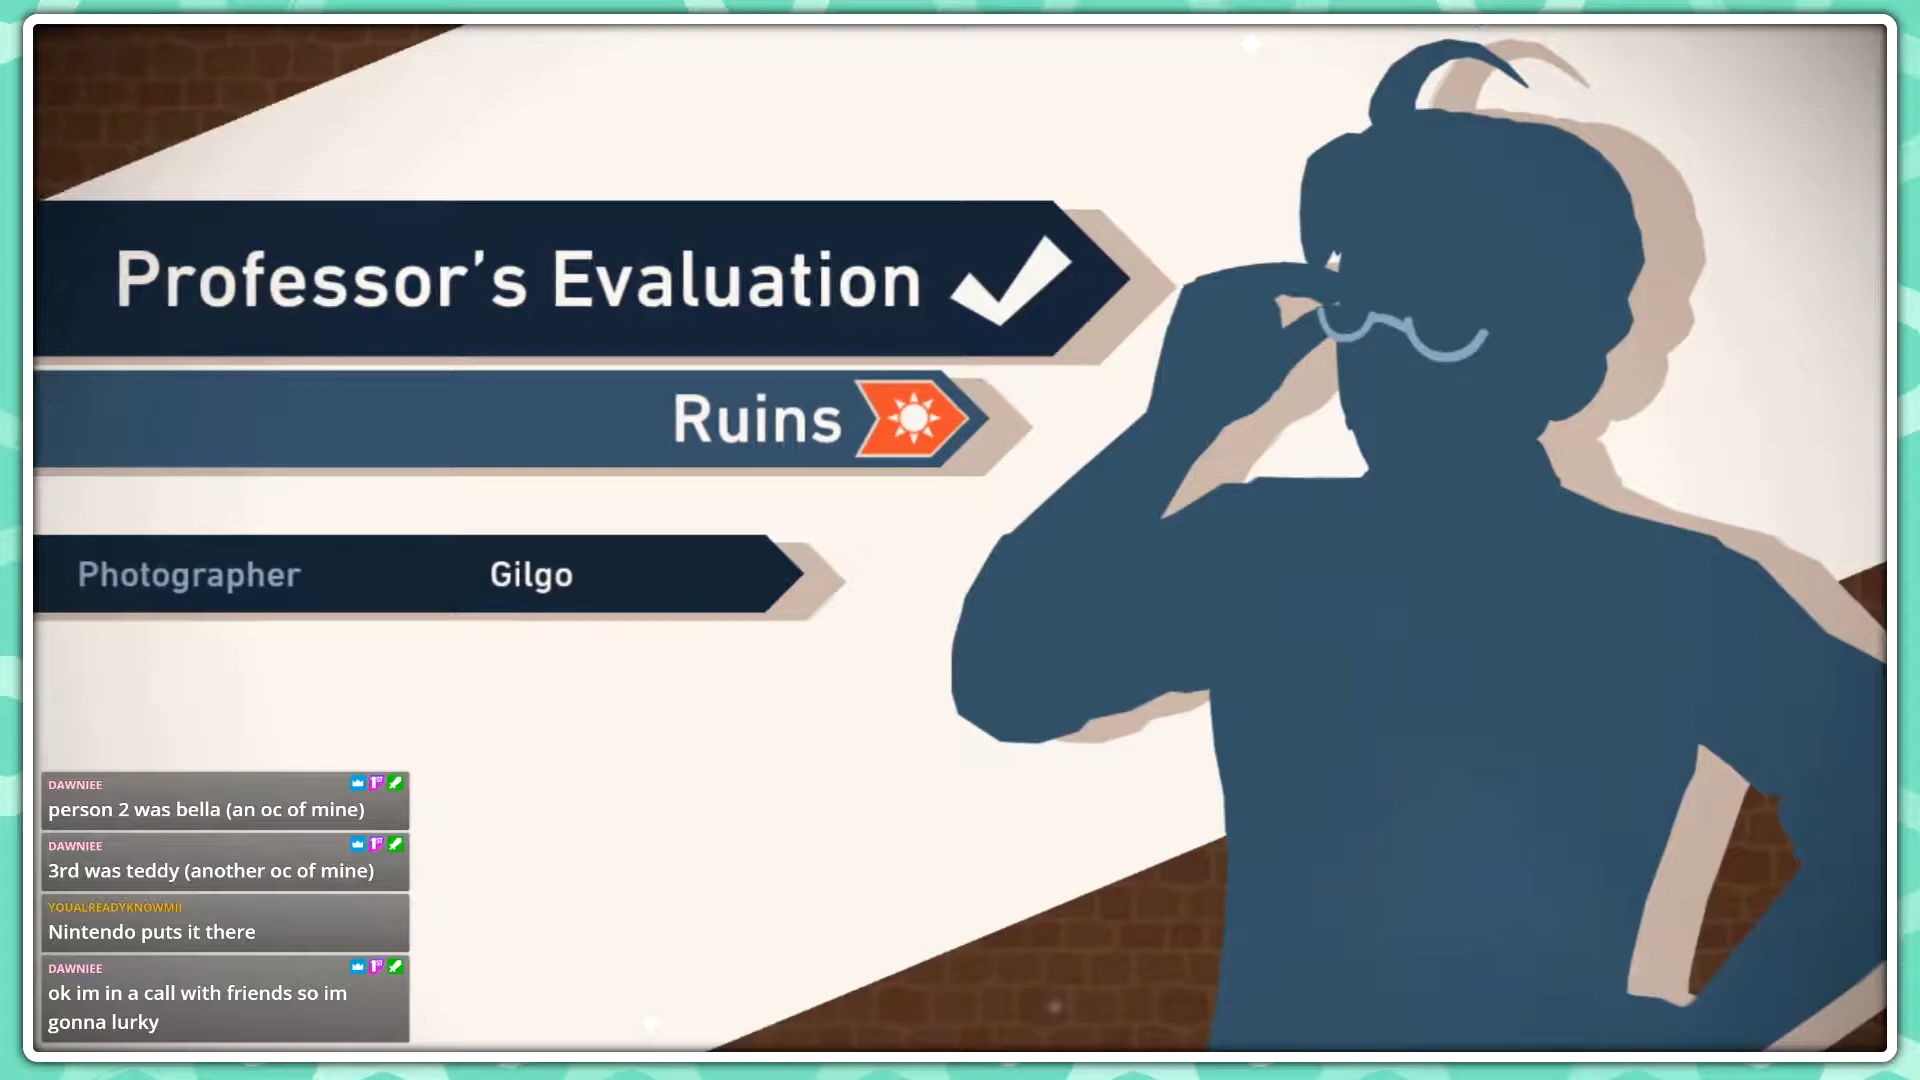 Professor's Evaluation
Ruins
Photographer Gilgo
DAWNIEE
person 2 was bella (an oc of mine)
DAWNIEE
3rd was teddy (another oc of mine)
YOUALREADYKNOWMII
Nintendo puts it there
DAWNIEE
ok im in a call with friends so im
gonna lurky